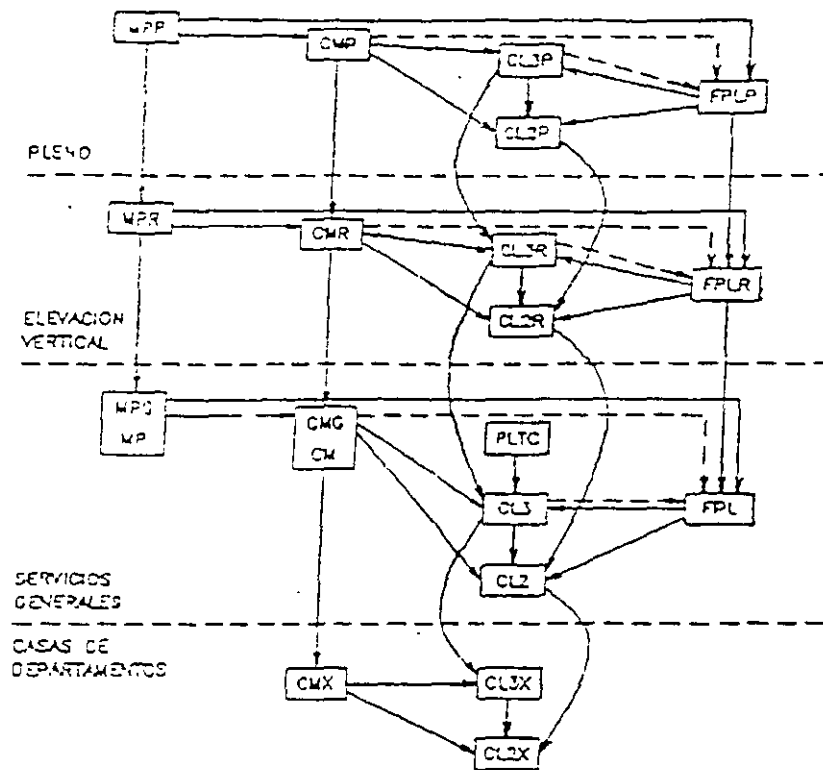 MPP
CMP
CL3P
FPLP
CL2P
PLENO
MPR
CMR
CL3R
FPLR
CL2R
ELEVACION
VERTICAL
MPG
MP
CMG
CM
PLTC
CL3
FPL
CL2
SERVICIOS
GENERALES
CASAS DE
DEPARTAMENTOS
CMX
CL3X
CL2X